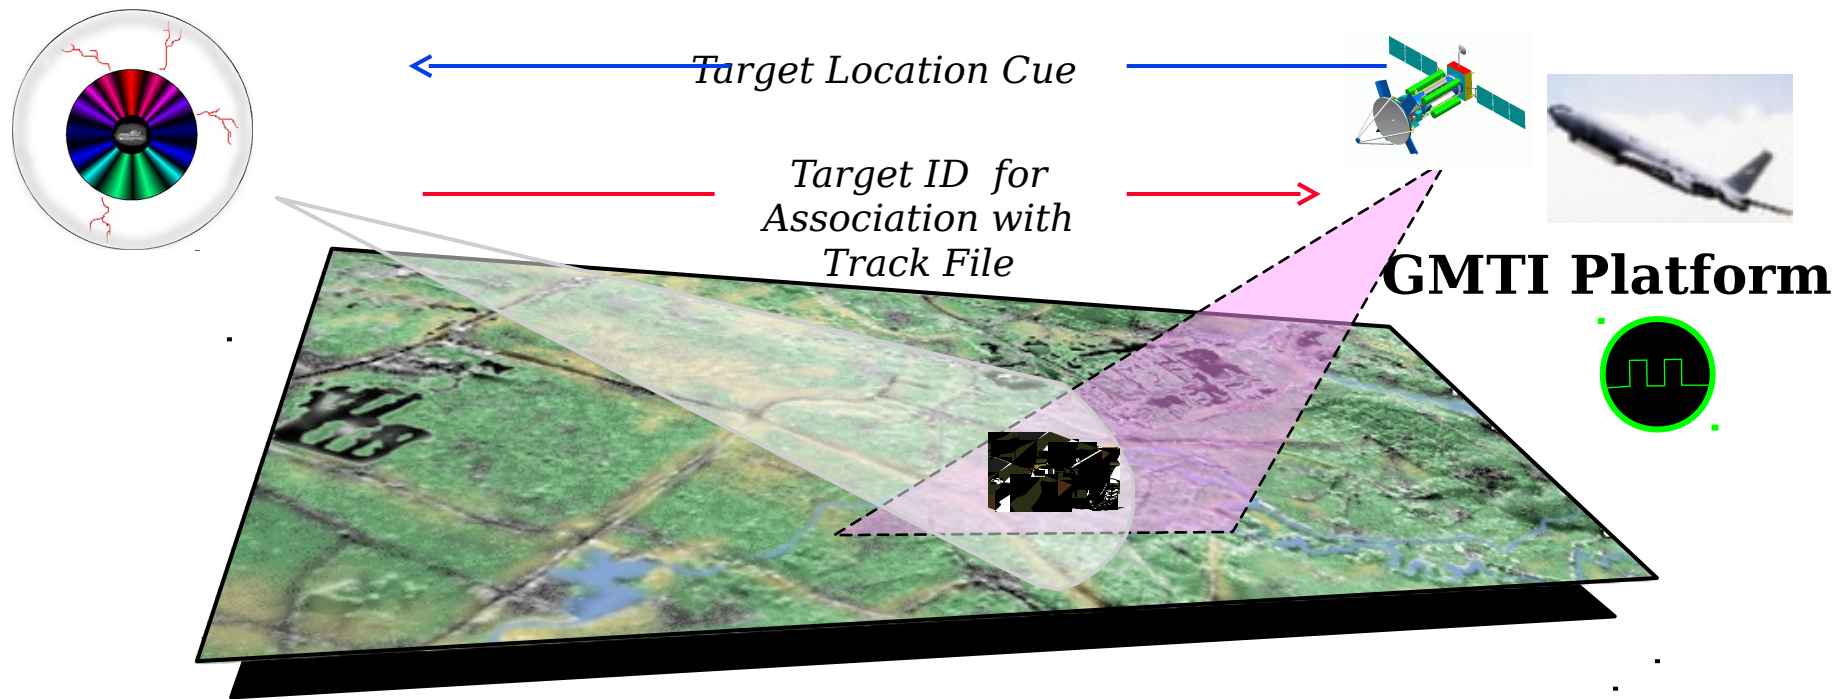 Target Location Cue
Target ID for
Association with
Track File
GMTI Platform